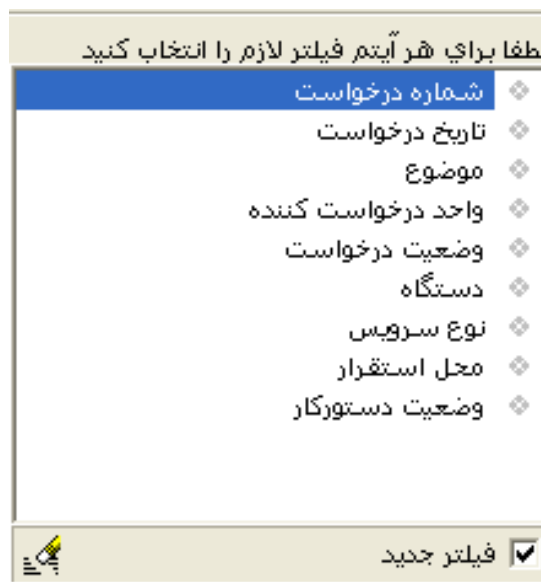 لطفا براي هر آيتم فيلتر لازم را انتخاب کنيد
شماره درخواست
تاريخ درخواست
موضوع
واحد درخواست کننده
وضعيت درخواست
دستگاه
نوع سرويس
محل استقرار
وضعيت دستورکار
فيلتر جديد